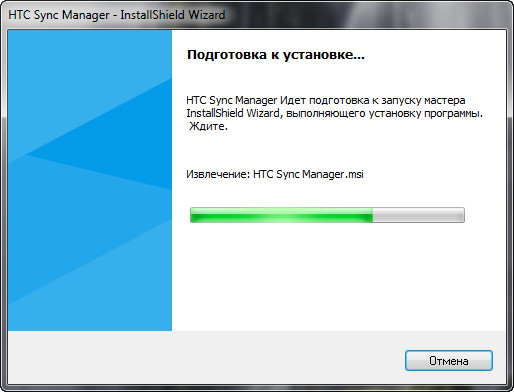 HTC Sync Manager - InstallShield Wizard
Подготовка к установке...
HTC Sync Manager Идет подготовка к запуску мастера
InstallShield Wizard, выполняющего установку программы.
Ждите.
Извлечение: HTC Sync Manager.msi
Отмена